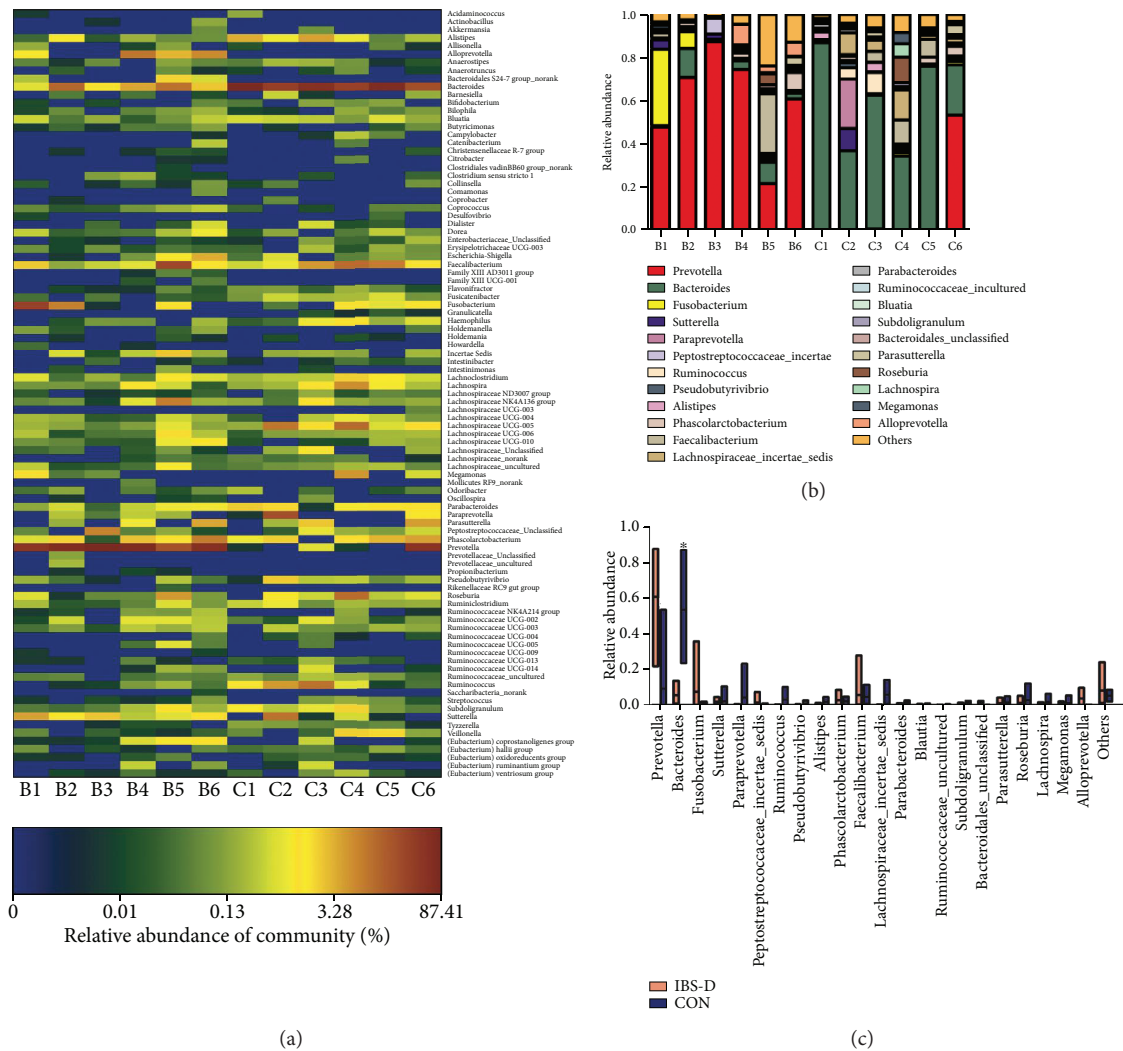 Acidaminococcus
Actinobacillus
Akkermansia
Alistipes
Allisonella
Alloprevotella
Anaerostipes
Anaerotruncus
Bacteroidales S24-7 group_norank
Bacteroides
Barnesiella
Bifidobacterium
Bilophila
Bluatia
Butyricimonas
Campylobacter
Catenibacterium
Christensenellaceae R-7 group
Citrobacter
Clostridiales vadinBB60 group_norank
Clostridium sensu stricto 1
Collinsella
Comamonas
Coprobacter
Coprococcus
Desulfovibrio
Dialister
Dorea
Enterobacteriaceae_Unclassified
Erysipelotrichaceae UCG-003
Escherichia-Shigella
Faecalibacterium
Family XIII AD3011 group
Family XIII UCG-001
Flavonifractor
Fusicatenibacter
Fusobacterium
Granulicatella
Haemophilus
Holdemanella
Holdemania
Howardella
Incertae Sedis
Intestinibacter
Intestinimonas
Lachnoclostridium
Lachnospira
Lachnospiraceae ND3007 group
Lachnospiraceae NK4A136 group
Lachnospiraceae UCG-003
Lachnospiraceae UCG-004
Lachnospiraceae UCG-005
Lachnospiraceae UCG-006
Lachnospiraceae UCG-010
Lachnospiraceae_Unclassified
Lachnospiraceae_norank
Lachnospiraceae_uncultured
Megamonas
Mollicutes RF9_norank
Odoribacter
Oscillospira
Parabacteroides
Paraprevotella
Parasutterella
Peptostreptococcaceae_Unclassified
Phascolarctobacterium
Prevotella
Prevotellaceae_Unclassified
Prevotellaceae_uncultured
Propionibacterium
Pseudobutyrivibrio
Rikenellaceae RC9 gut group
Roseburia
Ruminiclostridium
Ruminococcaceae NK4A214 group
Ruminococcaceae UCG-002
Ruminococcaceae UCG-003
Ruminococcaceae UCG-004
Ruminococcaceae UCG-005
Ruminococcaceae UCG-009
Ruminococcaceae UCG-013
Ruminococcaceae UCG-014
Ruminococcaceae_uncultured
Ruminococcus
Saccharibacteria_norank
Streptococcus
Subdoligranulum
Sutterella
Tyzzerella
Veillonella
(Eubacterium) coprostanoligenes group
(Eubacterium) hallii group
(Eubacterium) oxidoreducents group
(Eubacterium) ruminantium group
(Eubacterium) ventriosum group
B1 B2 B3 B4 B5 B6 C1 C2 C3 C4 C5 C6
0 0.01 0.13 3.28 87.41
Relative abundance of community (%)
(a)
Relative abundance
1.0
0.8
0.6
0.4
0.2
0.0
B1 B2 B3 B4 B5 B6 C1 C2 C3 C4 C5 C6
Prevotella
Bacteroides
Fusobacterium
Sutterella
Paraprevotella
Peptostreptococcaceae_incertae
Ruminococcus
Pseudobutyrivibrio
Alistipes
Phascolarctobacterium
Faecalibacterium
Lachnospiraceae_incertae_sedis
Parabacteroides
Ruminococcaceae_incultured
Bluatia
Subdoligranulum
Bacteroidales_unclassified
Parasutterella
Roseburia
Lachnospira
Megamonas
Alloprevotella
Others
(b)
Relative abundance
1.0
0.8
0.6
0.4
0.2
0.0
*
Prevotella
Bacteroides
Fusobacterium
Sutterella
Paraprevotella
Peptostreptococcaceae_incertae_sedis
Ruminococcus
Pseudobutyrivibrio
Alistipes
Phascolarctobacterium
Faecalibacterium
Lachnospiraceae_incertae_sedis
Parabacteroides
Blautia
Ruminococcaceae_uncultured
Subdoligranulum
Bacteroidales_unclassified
Parasutterella
Roseburia
Lachnospira
Megamonas
Alloprevotella
Others
IBS-D
CON
(c)